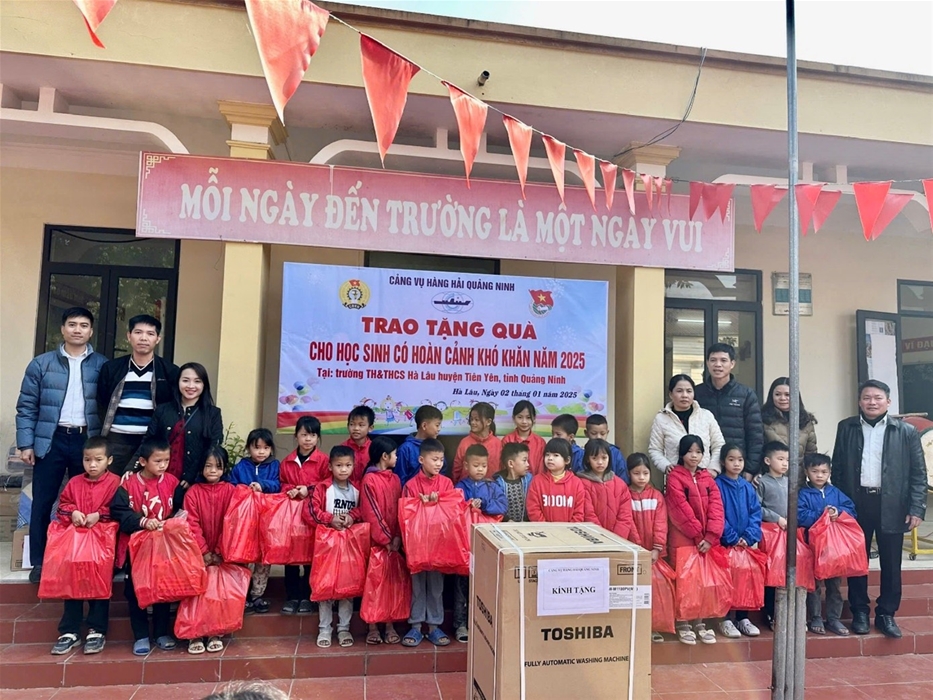 MỖI NGÀY ĐẾN TRƯỜNG LÀ MỘT NGÀY VUI
CẢNG VỤ HÀNG HẢI QUẢNG NINH
TRAO TẶNG QUÀ
CHO HỌC SINH CÓ HOÀN CẢNH KHÓ KHĂN NĂM 2025
Tại: trường TH&THCS Hà Lâu huyện Tiên Yên, tỉnh Quảng Ninh
Hà Lâu, ngày 02 tháng 01 năm 2025
KÍNH TẶNG
FRONT
TOSHIBA
FULLY AUTOMATIC WASHING MACHINE